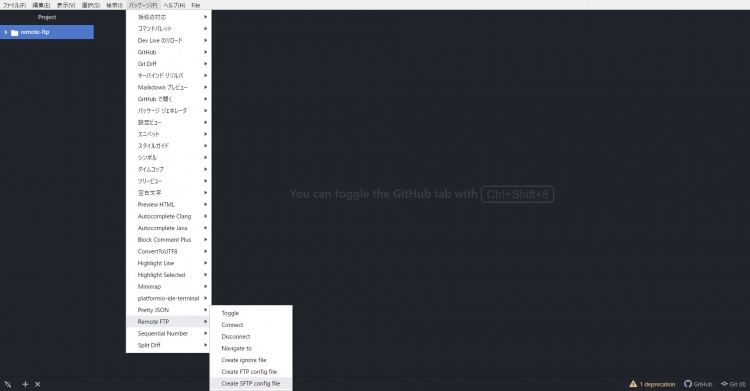 ファイル(F) 編集(E) 表示(V) 選択(S) 検索(I) パッケージ(P) ヘルプ(H) File
Project
remote-ftp
括弧の対応
コマンドパレット
Dev Live のリロード
GitHub
Git Diff
キーバインド リゾルバ
Markdown プレビュー
GitHub で開く
パッケージ ジェネレータ
設定ビュー
スニペット
スタイルガイド
シンボル
タイムコップ
ツリービュー
空白文字
Preview HTML
Autocomplete Clang
Autocomplete Java
Block Comment Plus
ConvertToUTF8
Highlight Line
Highlight Selected
Minimap
platformio-ide-terminal
Pretty JSON
Remote FTP
Sequential Number
Split Diff
Toggle
Connect
Disconnect
Navigate to
Create ignore file
Create FTP config file
Create SFTP config file
You can toggle the GitHub tab with Ctrl+Shift+8
1 deprecation GitHub Git (0)